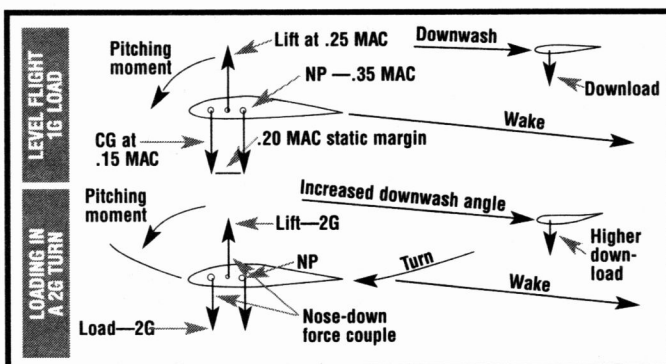 LEVEL FLIGHT
1G LOAD
Pitching
moment
Lift at .25 MAC
Downwash
NP —.35 MAC
Download
Wake
CG at
.15 MAC
.20 MAC static margin
LOADING IN
A 2G TURN
Pitching
moment
Increased downwash angle
Lift—2G
NP
Turn
Higher
down-
load
Wake
Nose-down
force couple
Load—2G